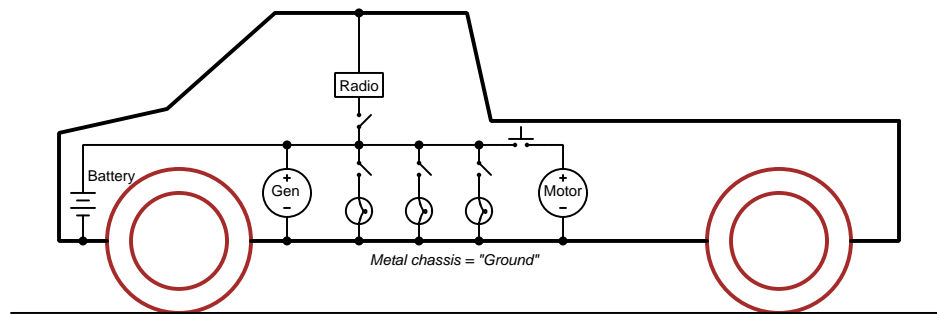 Radio
Battery
+
Gen
−
+
Motor
−
Metal chassis = "Ground"